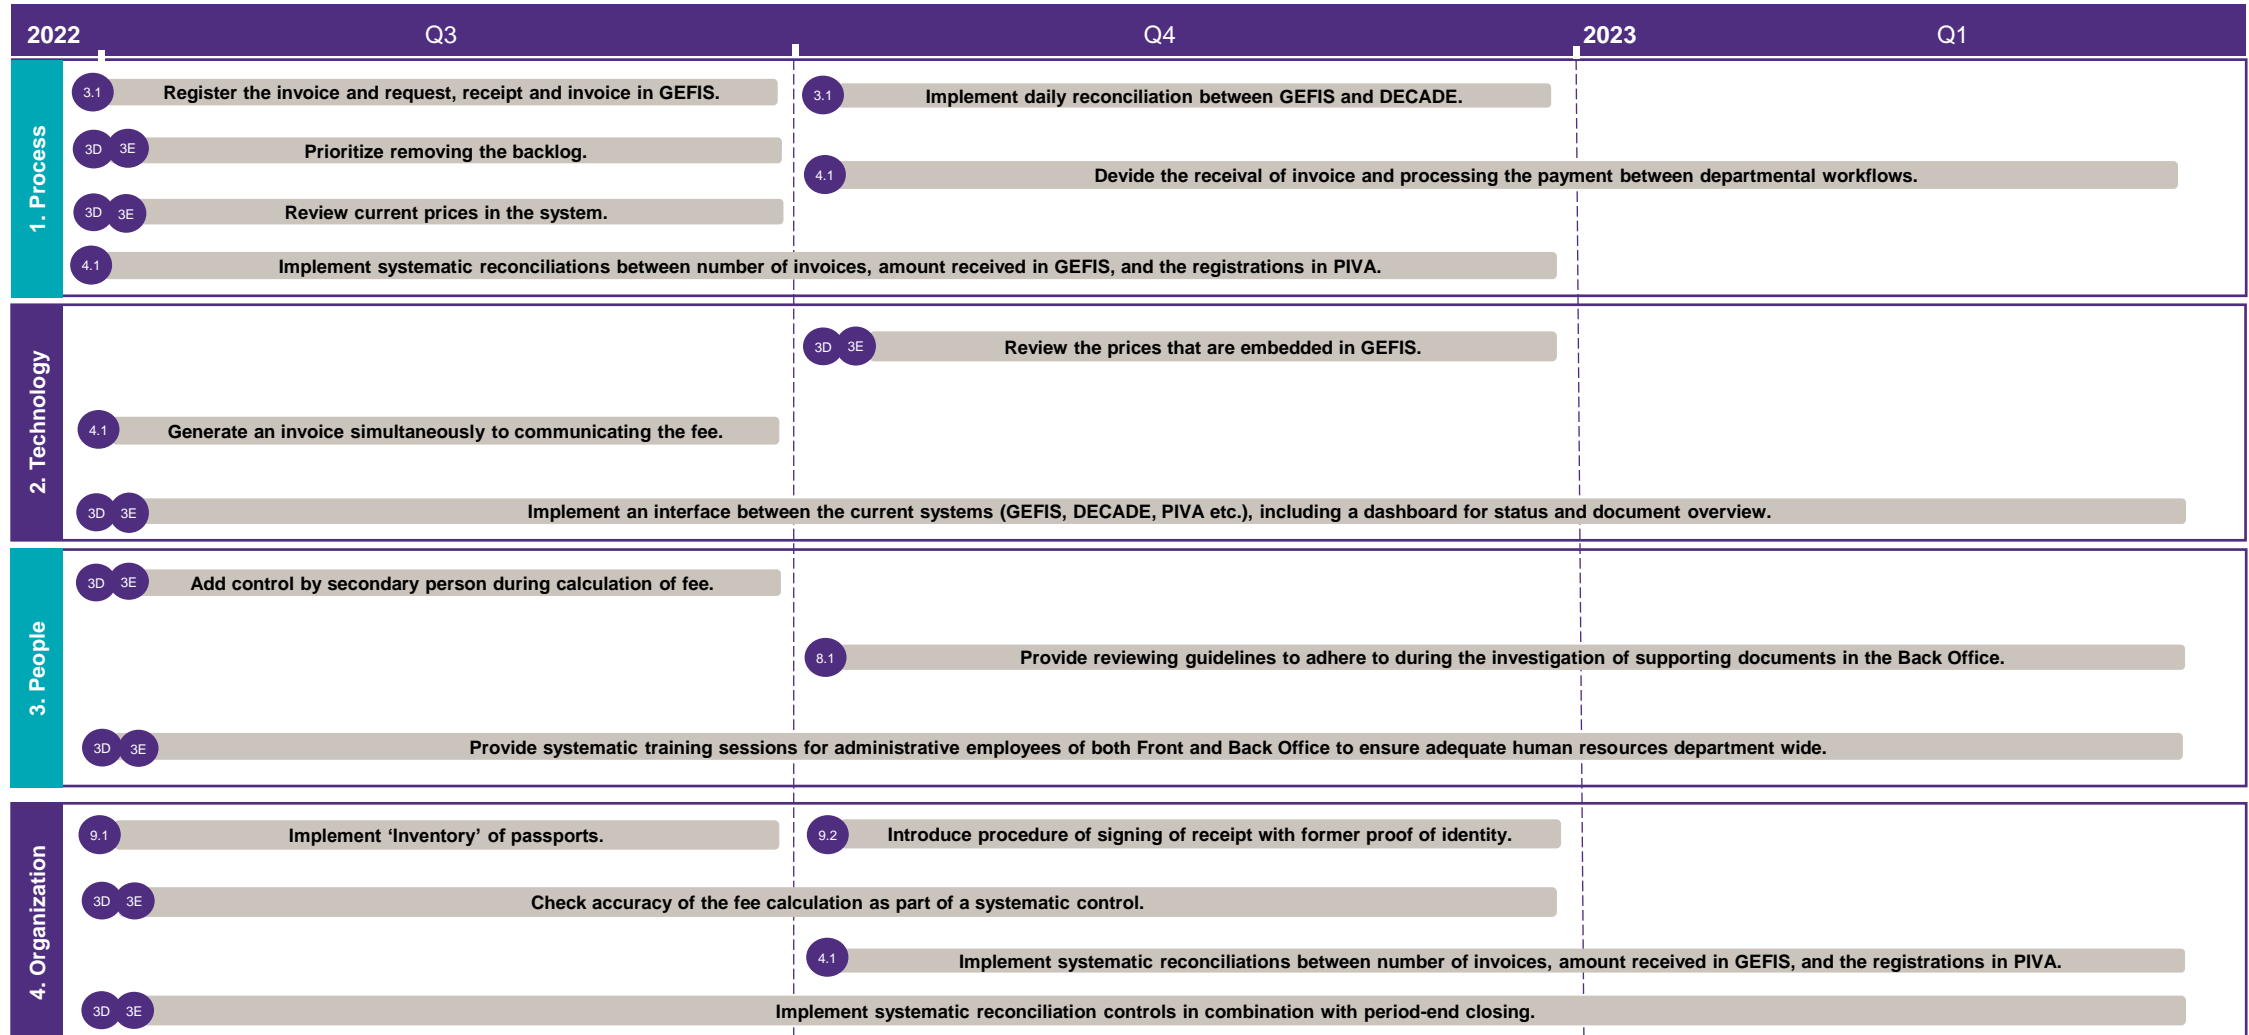 2022 Q3 Q4 2023 Q1
1. Process
3.1 Register the invoice and request, receipt and invoice in GEFIS.
3.1 Implement daily reconciliation between GEFIS and DECADE.
3D 3E Prioritize removing the backlog.
4.1 Devide the receival of invoice and processing the payment between departmental workflows.
3D 3E Review current prices in the system.
4.1 Implement systematic reconciliations between number of invoices, amount received in GEFIS, and the registrations in PIVA.
2. Technology
3D 3E Review the prices that are embedded in GEFIS.
4.1 Generate an invoice simultaneously to communicating the fee.
3D 3E Implement an interface between the current systems (GEFIS, DECADE, PIVA etc.), including a dashboard for status and document overview.
3. People
3D 3E Add control by secondary person during calculation of fee.
8.1 Provide reviewing guidelines to adhere to during the investigation of supporting documents in the Back Office.
3D 3E Provide systematic training sessions for administrative employees of both Front and Back Office to ensure adequate human resources department wide.
4. Organization
9.1 Implement ‘Inventory’ of passports.
9.2 Introduce procedure of signing of receipt with former proof of identity.
3D 3E Check accuracy of the fee calculation as part of a systematic control.
4.1 Implement systematic reconciliations between number of invoices, amount received in GEFIS, and the registrations in PIVA.
3D 3E Implement systematic reconciliation controls in combination with period-end closing.